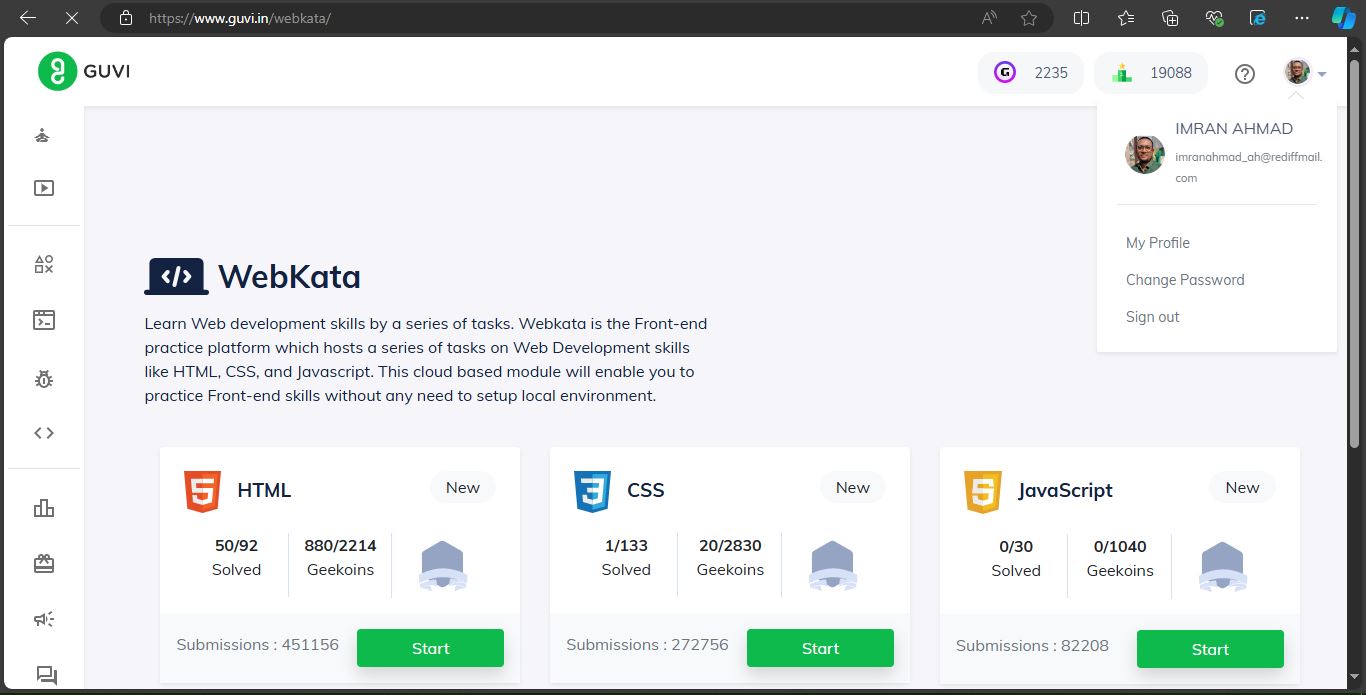 https://www.guvi.in/webkata/
GUVI
2235
19088
IMRAN AHMAD
imranahmad_ah@rediffmail.
com
My Profile
Change Password
Sign out
WebKata
Learn Web development skills by a series of tasks. Webkata is the Front-end
practice platform which hosts a series of tasks on Web Development skills
like HTML, CSS, and Javascript. This cloud based module will enable you to
practice Front-end skills without any need to setup local environment.
HTML
New
50/92
Solved
880/2214
Geekoins
Submissions : 451156
Start
CSS
New
1/133
Solved
20/2830
Geekoins
Submissions : 272756
Start
JavaScript
New
0/30
Solved
0/1040
Geekoins
Submissions : 82208
Start